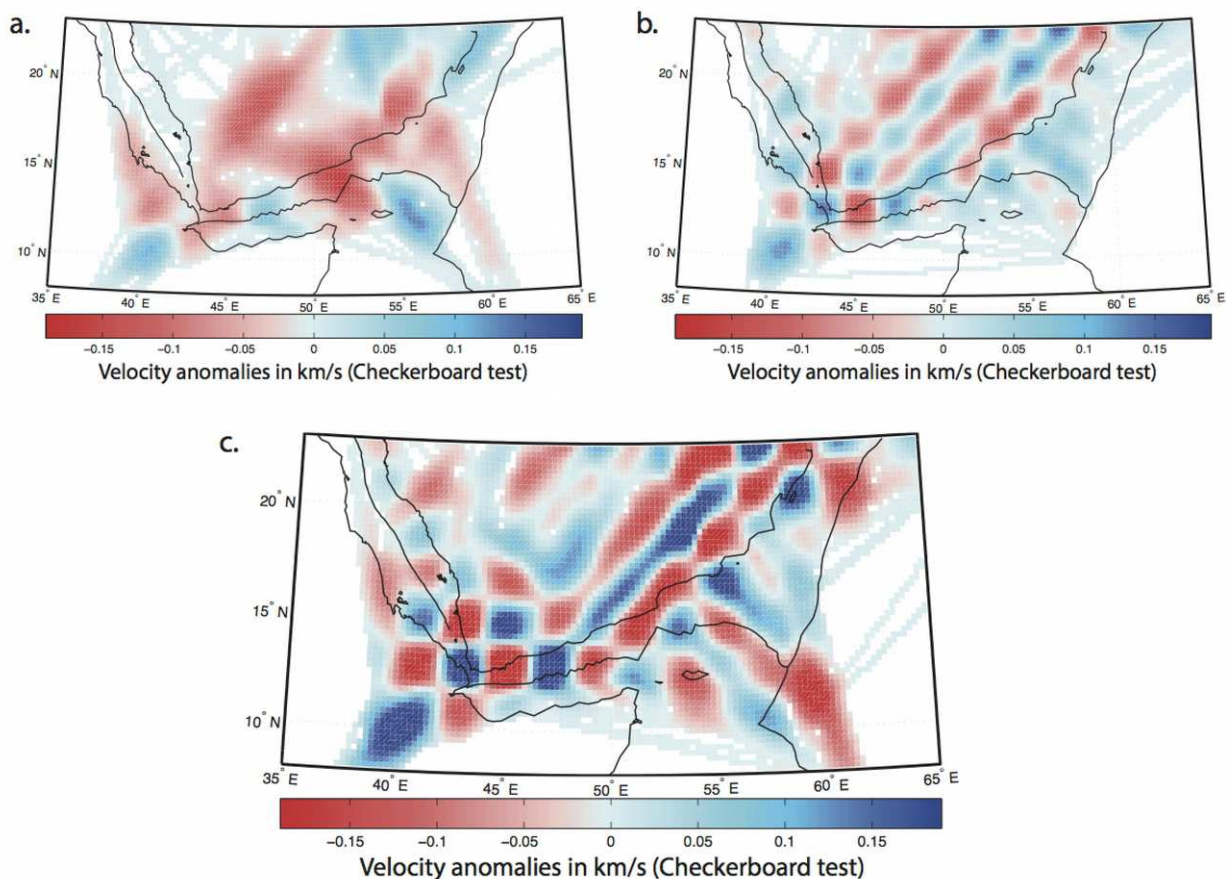 a.
b.
20° N
20° N
15° N
15° N
10° N
10° N
35° E
40° E
45° E
50° E
55° E
60° E
65° E
35° E
40° E
45° E
50° E
55° E
60° E
65° E
−0.15 −0.1 −0.05 0 0.05 0.1 0.15
−0.15 −0.1 −0.05 0 0.05 0.1 0.15
Velocity anomalies in km/s (Checkerboard test)
Velocity anomalies in km/s (Checkerboard test)
c.
20° N
15° N
10° N
35° E
40° E
45° E
50° E
55° E
60° E
65° E
−0.15 −0.1 −0.05 0 0.05 0.1 0.15
Velocity anomalies in km/s (Checkerboard test)